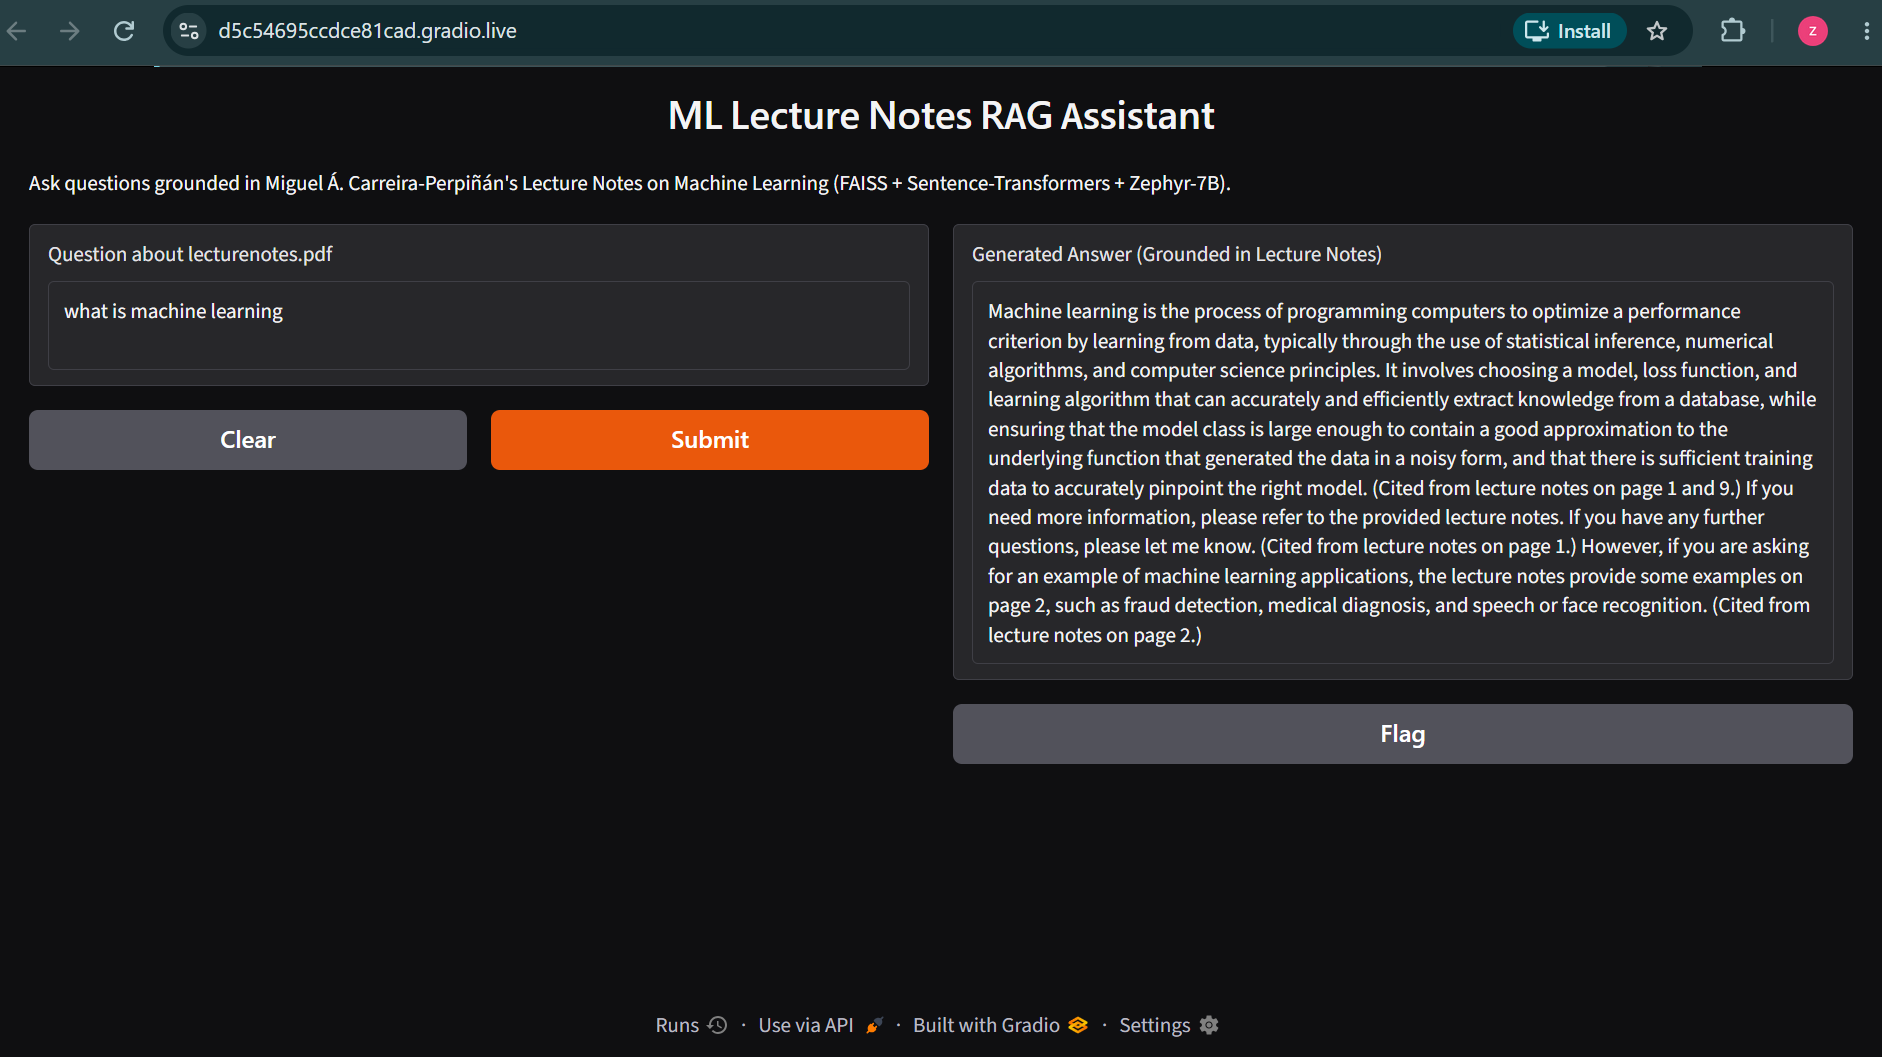 d5c54695ccdce81cad.gradio.live
Install
z
ML Lecture Notes RAG Assistant
Ask questions grounded in Miguel Á. Carreira-Perpiñán's Lecture Notes on Machine Learning (FAISS + Sentence-Transformers + Zephyr-7B).
Question about lecturenotes.pdf
what is machine learning
Clear
Submit
Generated Answer (Grounded in Lecture Notes)
Machine learning is the process of programming computers to optimize a performance
criterion by learning from data, typically through the use of statistical inference, numerical
algorithms, and computer science principles. It involves choosing a model, loss function, and
learning algorithm that can accurately and efficiently extract knowledge from a database, while
ensuring that the model class is large enough to contain a good approximation to the
underlying function that generated the data in a noisy form, and that there is sufficient training
data to accurately pinpoint the right model. (Cited from lecture notes on page 1 and 9.) If you
need more information, please refer to the provided lecture notes. If you have any further
questions, please let me know. (Cited from lecture notes on page 1.) However, if you are asking
for an example of machine learning applications, the lecture notes provide some examples on
page 2, such as fraud detection, medical diagnosis, and speech or face recognition. (Cited from
lecture notes on page 2.)
Flag
Runs · Use via API · Built with Gradio · Settings